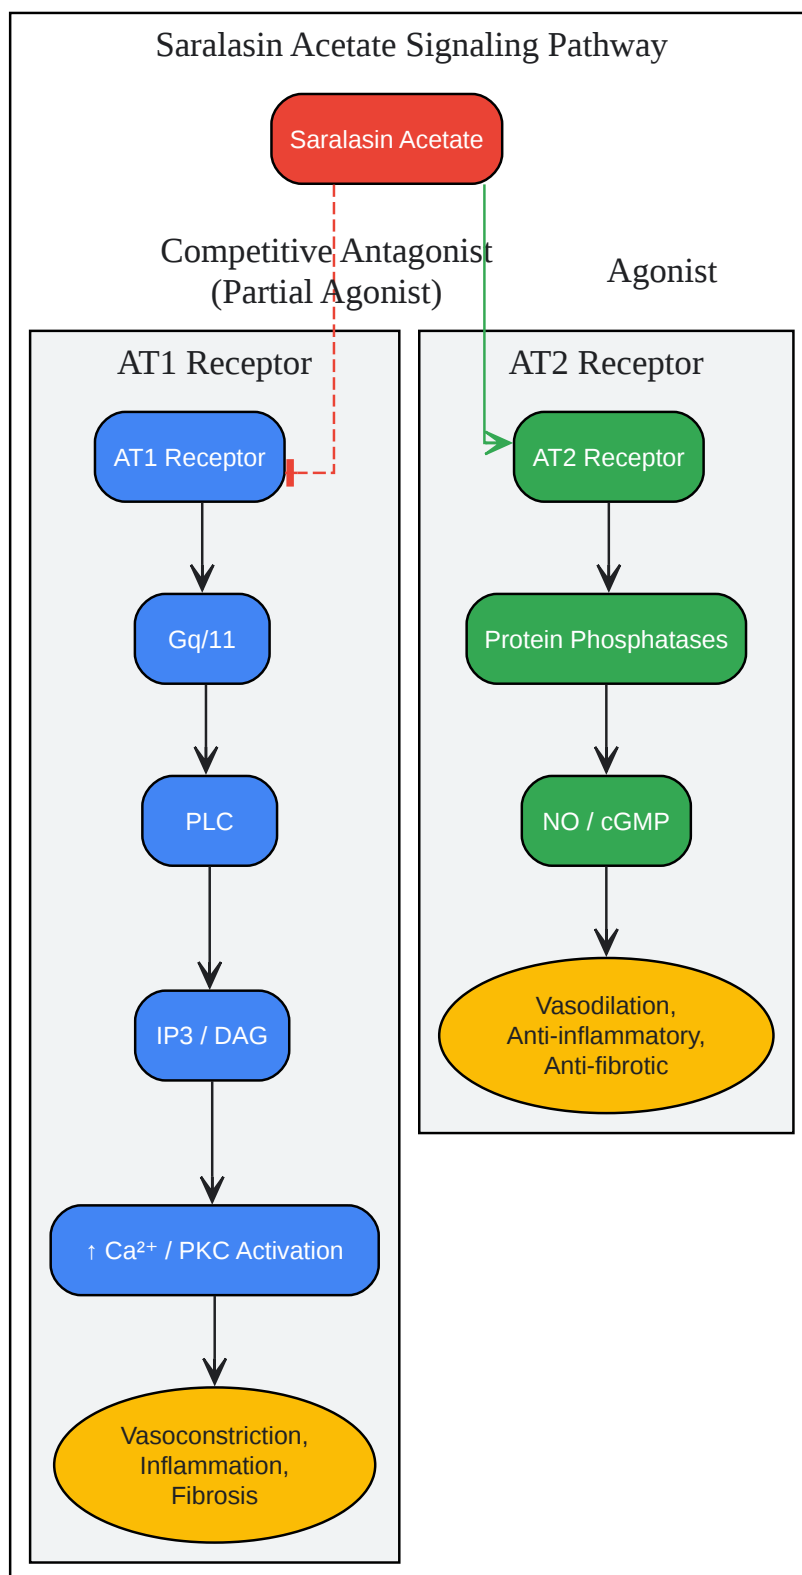 Saralasin Acetate Signaling Pathway
Saralasin Acetate
Competitive Antagonist
(Partial Agonist)
Agonist
AT1 Receptor
AT1 Receptor
Gq/11
PLC
IP3 / DAG
↑ Ca²⁺ / PKC Activation
Vasoconstriction,
Inflammation,
Fibrosis
AT2 Receptor
AT2 Receptor
Protein Phosphatases
NO / cGMP
Vasodilation,
Anti-inflammatory,
Anti-fibrotic